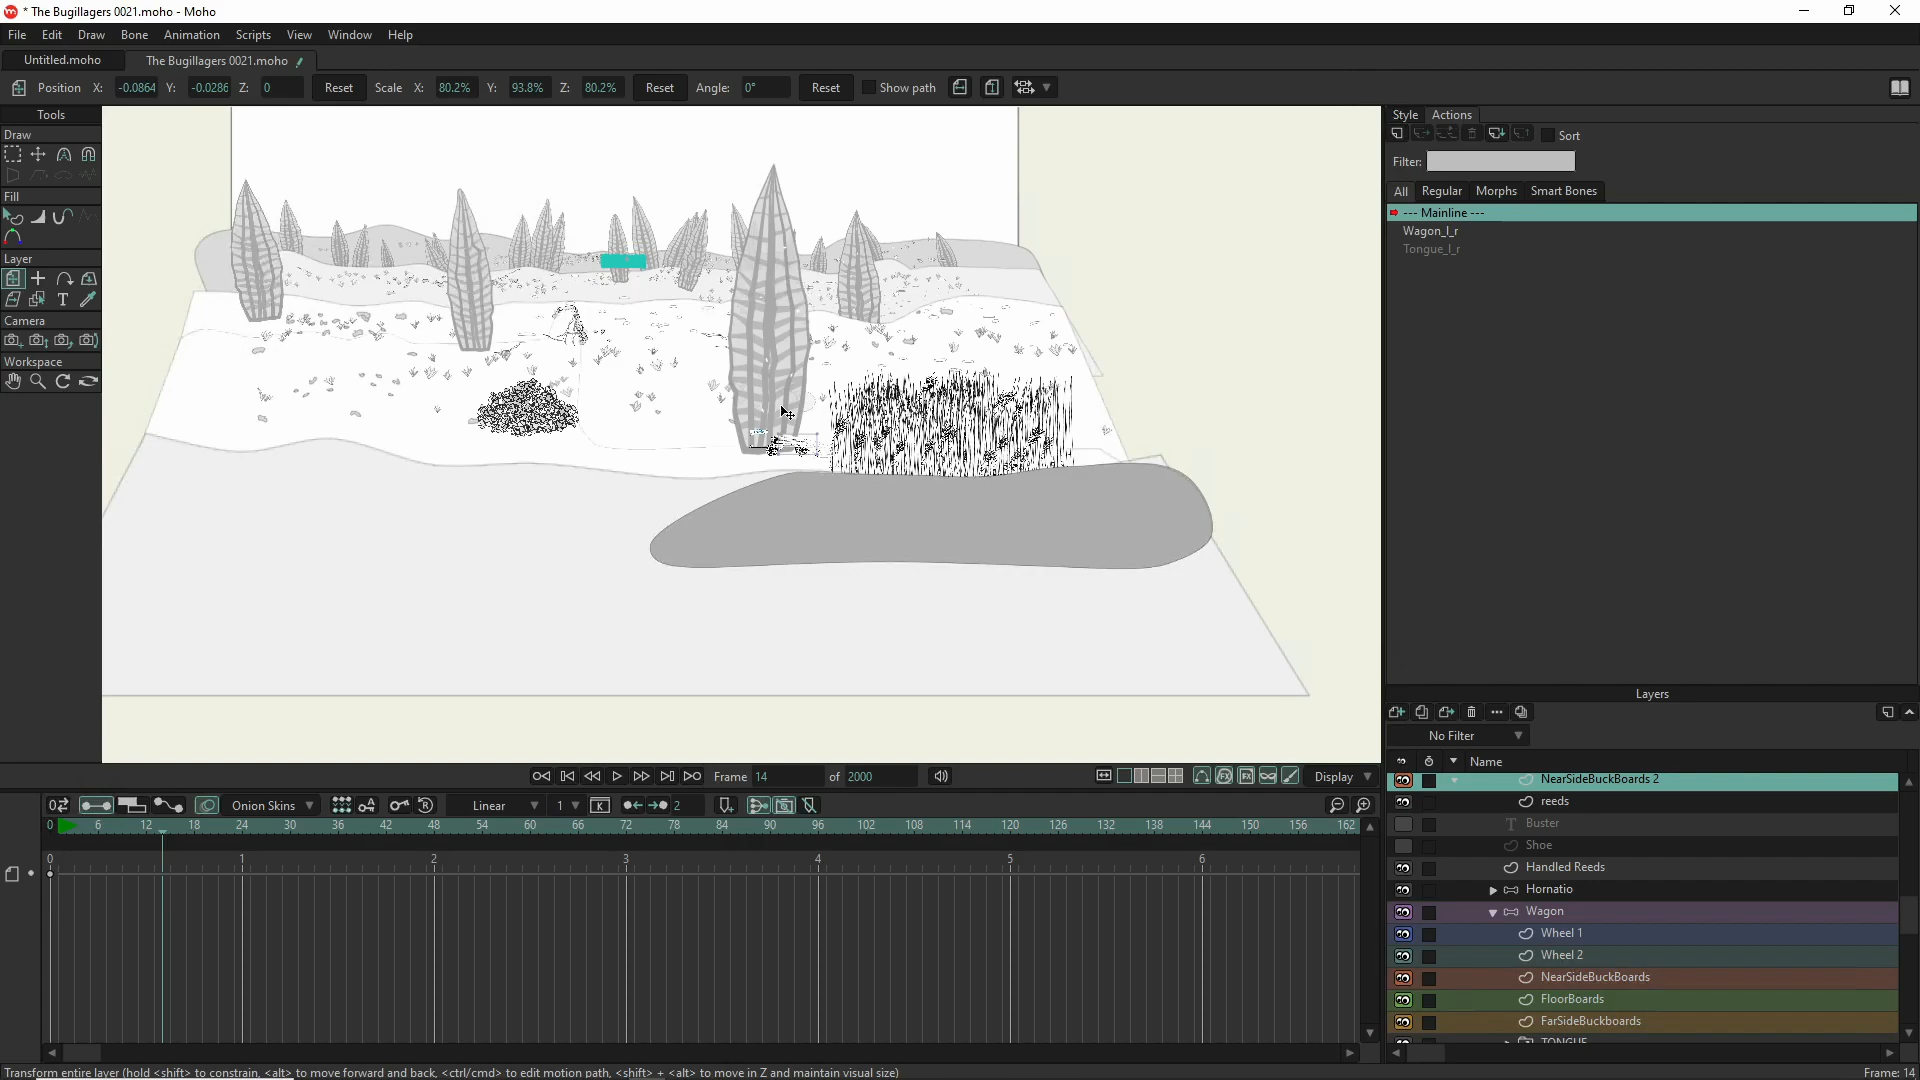 * The Bugillagers 0021.moho - Moho
File Edit Draw Bone Animation Scripts View Window Help
Untitled.moho The Bugillagers 0021.moho
Position X: -0.0864 Y: -0.0286 Z: 0 Reset Scale X: 80.2% Y: 93.8% Z: 80.2% Reset Angle: 0° Reset Show path
Tools
Draw
Fill
Layer
Camera
Workspace
Style Actions
Sort
Filter:
All Regular Morphs Smart Bones
--- Mainline ---
Wagon_l_r
Tongue_l_r
Layers
No Filter
Name
NearSideBuckBoards 2
reeds
Buster
Shoe
Handled Reeds
Hornatio
Wagon
Wheel 1
Wheel 2
NearSideBuckBoards
FloorBoards
FarSideBuckboards
TONGUE
Frame 14 of 2000 Display
Onion Skins Linear 1 2
0 6 12 18 24 30 36 42 48 54 60 66 72 78 84 90 96 102 108 114 120 126 132 138 144 150 156 162
0 1 2 3 4 5 6
Transform entire layer (hold <shift> to constrain, <alt> to move forward and back, <ctrl/cmd> to edit motion path, <shift> + <alt> to move in Z and maintain visual size)
Frame: 14